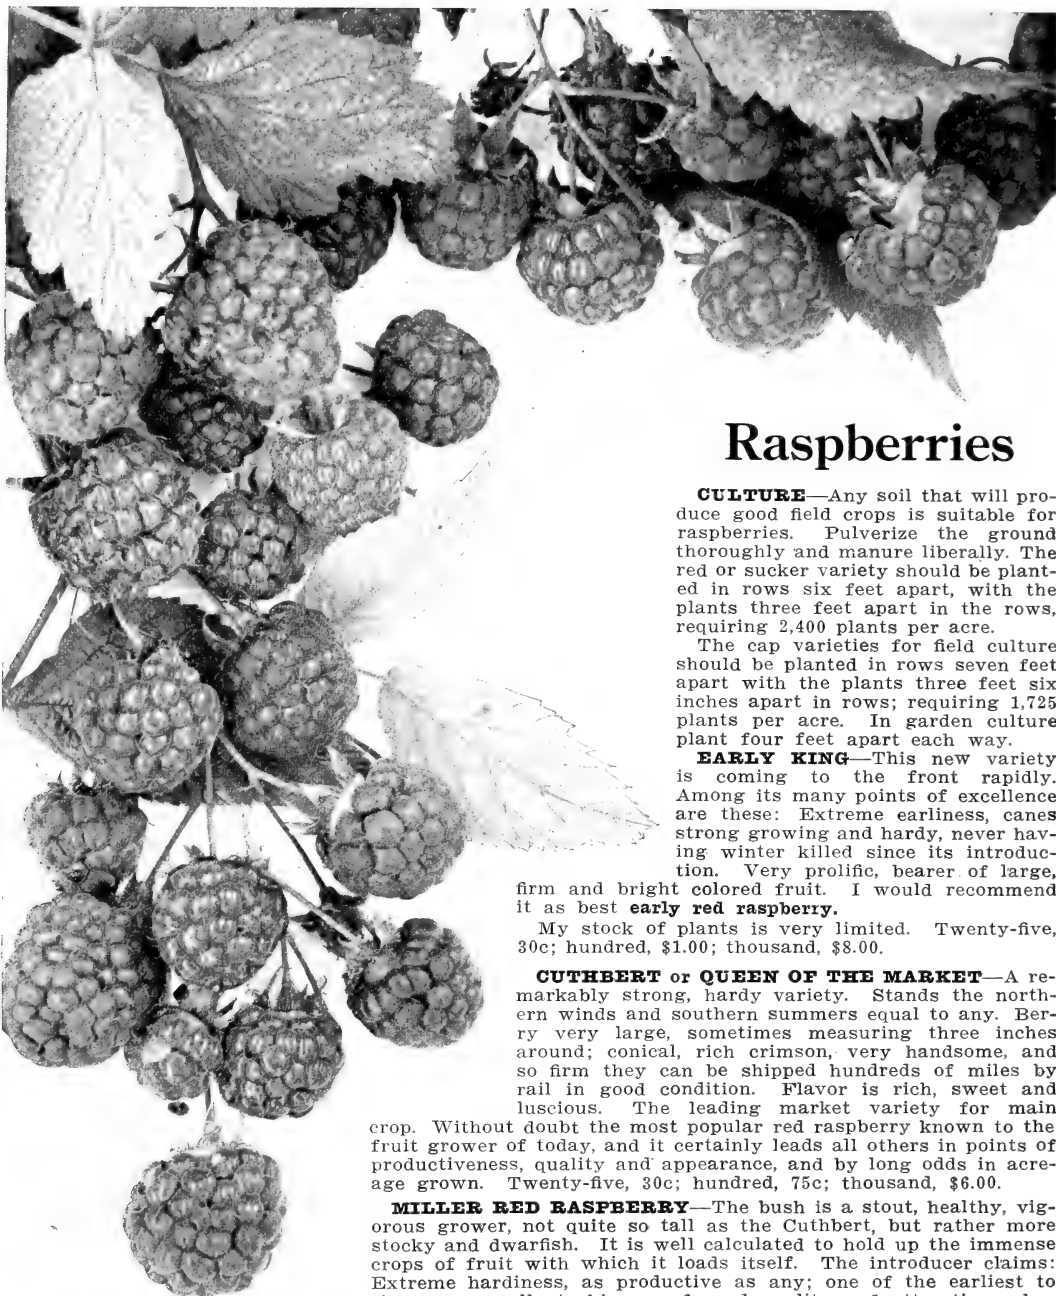 Raspberries
CULTURE—Any soil that will pro-
duce good field crops is suitable for
raspberries. Pulverize the ground
thoroughly and manure liberally. The
red or sucker variety should be plant-
ed in rows six feet apart, with the
plants three feet apart in the rows,
requiring 2,400 plants per acre.
The cap varieties for field culture
should be planted in rows seven feet
apart with the plants three feet six
inches apart in rows; requiring 1,725
plants per acre. In garden culture
plant four feet apart each way.
EARLY KING—This new variety
is coming to the front rapidly.
Among its many points of excellence
are these: Extreme earliness, canes
strong growing and hardy, never hav-
ing winter killed since its introduc-
tion. Very prolific, bearer of large,
firm and bright colored fruit. I would recommend
it as best early red raspberry.
My stock of plants is very limited. Twenty-five,
30c; hundred, $1.00; thousand, $8.00.
CUTHBERT or QUEEN OF THE MARKET—A re-
markably strong, hardy variety. Stands the north-
ern winds and southern summers equal to any. Ber-
ry very large, sometimes measuring three inches
around; conical, rich crimson, very handsome, and
so firm they can be shipped hundreds of miles by
rail in good condition. Flavor is rich, sweet and
luscious. The leading market variety for main
crop. Without doubt the most popular red raspberry known to the
fruit grower of today, and it certainly leads all others in points of
productiveness, quality and appearance, and by long odds in acre-
age grown. Twenty-five, 30c; hundred, 75c; thousand, $6.00.
MILLER RED RASPBERRY—The bush is a stout, healthy, vig-
orous grower, not quite so tall as the Cuthbert, but rather more
stocky and dwarfish. It is well calculated to hold up the immense
crops of fruit with which it loads itself. The introducer claims:
Extreme hardiness, as productive as any; one of the earliest to